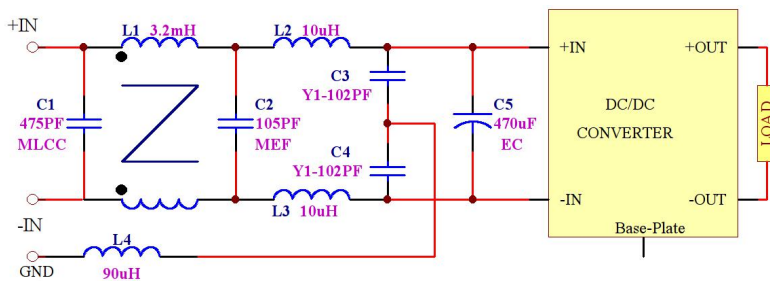 +IN
L1
3.2mH
L2
10uH
C3
Y1-102PF
C1
475PF
MLCC
C2
105PF
MEF
C4
Y1-102PF
C5
470uF
EC
+IN
+OUT
DC/DC
CONVERTER
-IN
-OUT
Base-Plate
LOAD
-IN
L3
10uH
L4
GND
90uH